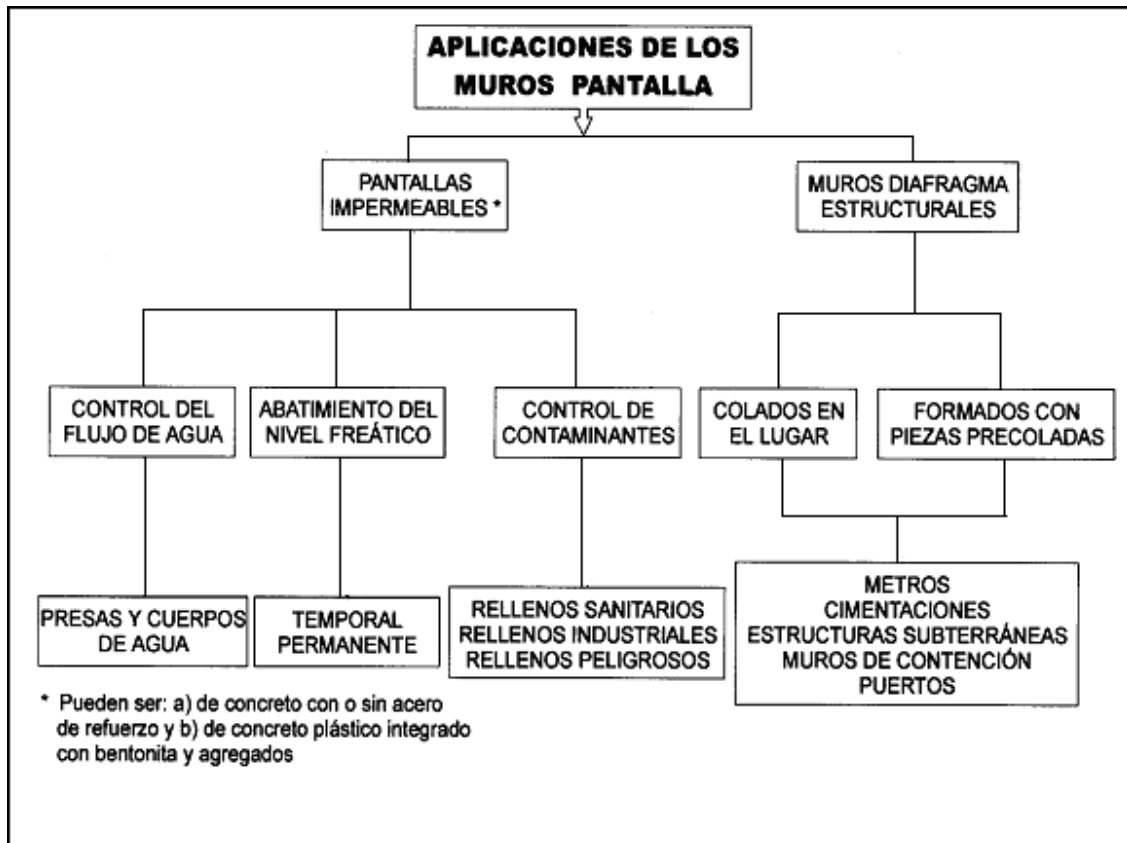 APLICACIONES DE LOS
MUROS PANTALLA
PANTALLAS
IMPERMEABLES *
MUROS DIAFRAGMA
ESTRUCTURALES
CONTROL DEL
FLUJO DE AGUA
ABATIMIENTO DEL
NIVEL FREÁTICO
CONTROL DE
CONTAMINANTES
COLADOS EN
EL LUGAR
FORMADOS CON
PIEZAS PRECOLADAS
PRESAS Y CUERPOS
DE AGUA
TEMPORAL
PERMANENTE
RELLENOS SANITARIOS
RELLENOS INDUSTRIALES
RELLENOS PELIGROSOS
METROS
CIMENTACIONES
ESTRUCTURAS SUBTERRÁNEAS
MUROS DE CONTENCIÓN
PUERTOS
* Pueden ser: a) de concreto con o sin acero
de refuerzo y b) de concreto plástico integrado
con bentonita y agregados